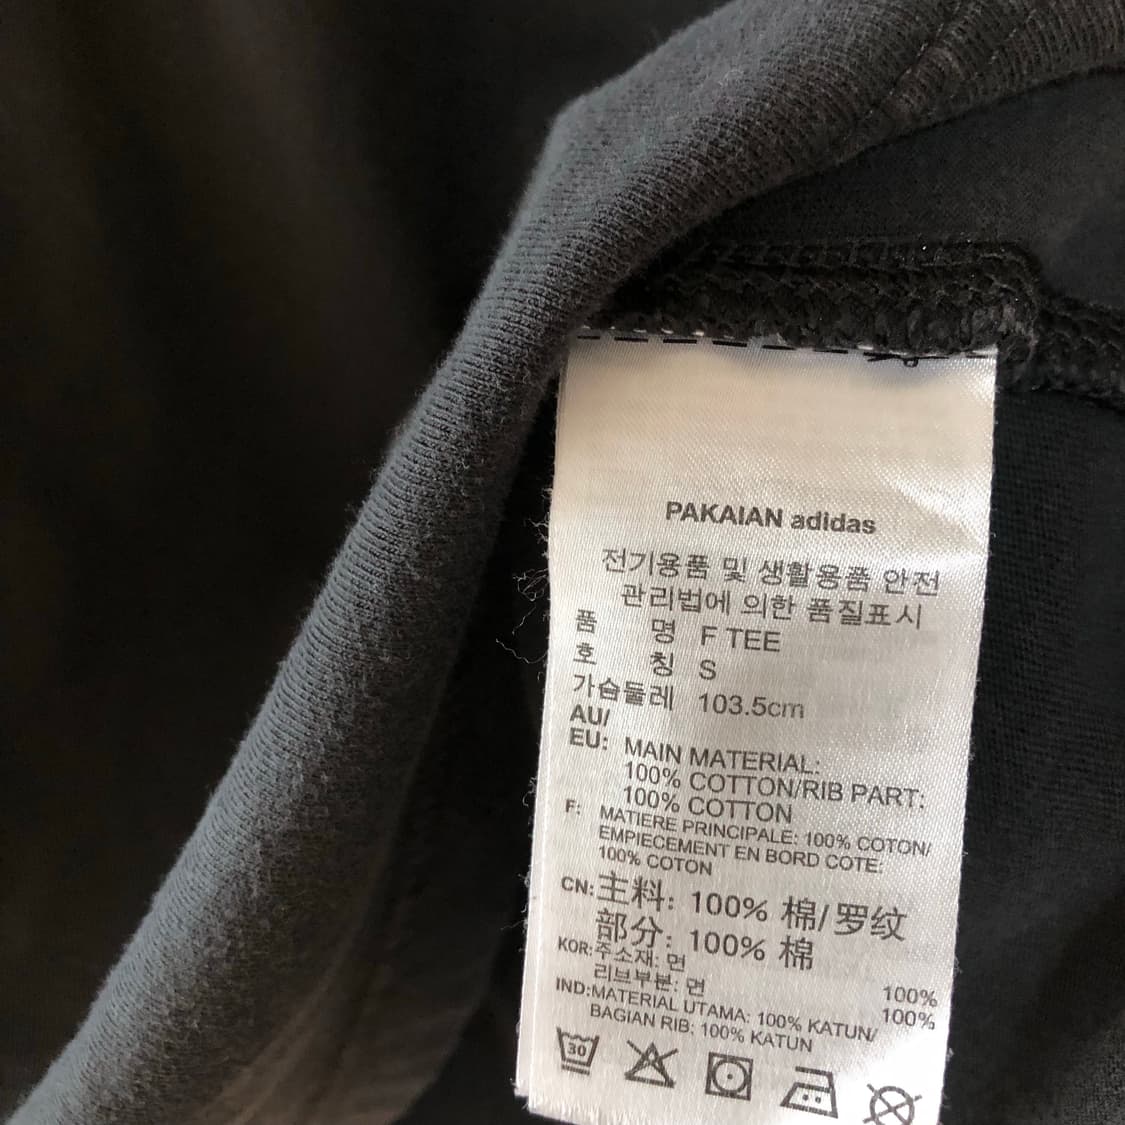 PAKAIAN adidas
전기용품 및 생활용품 안전
관리법에 의한 품질표시
품 명 F TEE
호 칭 S
가슴둘레 103.5cm
AU/
EU: MAIN MATERIAL:
100% COTTON/RIB PART:
100% COTTON
F: MATIERE PRINCIPALE: 100% COTON/
EMPIECEMENT EN BORD COTE:
100% COTON
CN: 主料: 100% 棉/罗纹
部分: 100% 棉
KOR: 주소재: 면 100%
리브부분: 면 100%
IND: MATERIAL UTAMA: 100% KATUN/
BAGIAN RIB: 100% KATUN
30